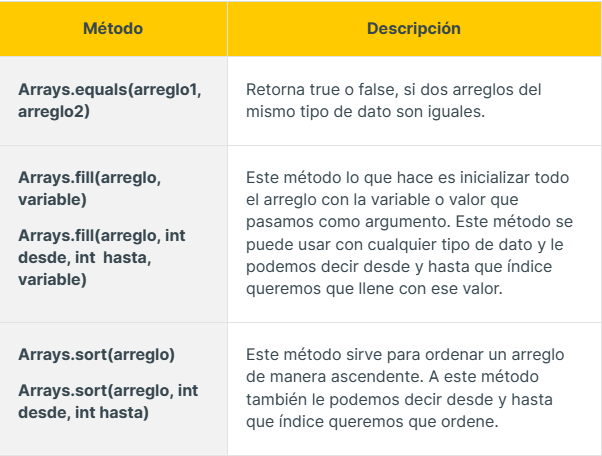 Método
Descripción
Arrays.equals(arreglo1,
arreglo2)
Retorna true o false, si dos arreglos del
mismo tipo de dato son iguales.
Arrays.fill(arreglo,
variable)
Arrays.fill(arreglo, int
desde, int  hasta,
variable)
Este método lo que hace es inicializar todo
el arreglo con la variable o valor que
pasamos como argumento. Este método se
puede usar con cualquier tipo de dato y le
podemos decir desde y hasta que índice
queremos que llene con ese valor.
Arrays.sort(arreglo)
Arrays.sort(arreglo, int
desde, int hasta)
Este método sirve para ordenar un arreglo
de manera ascendente. A este método
también le podemos decir desde y hasta
que índice queremos que ordene.